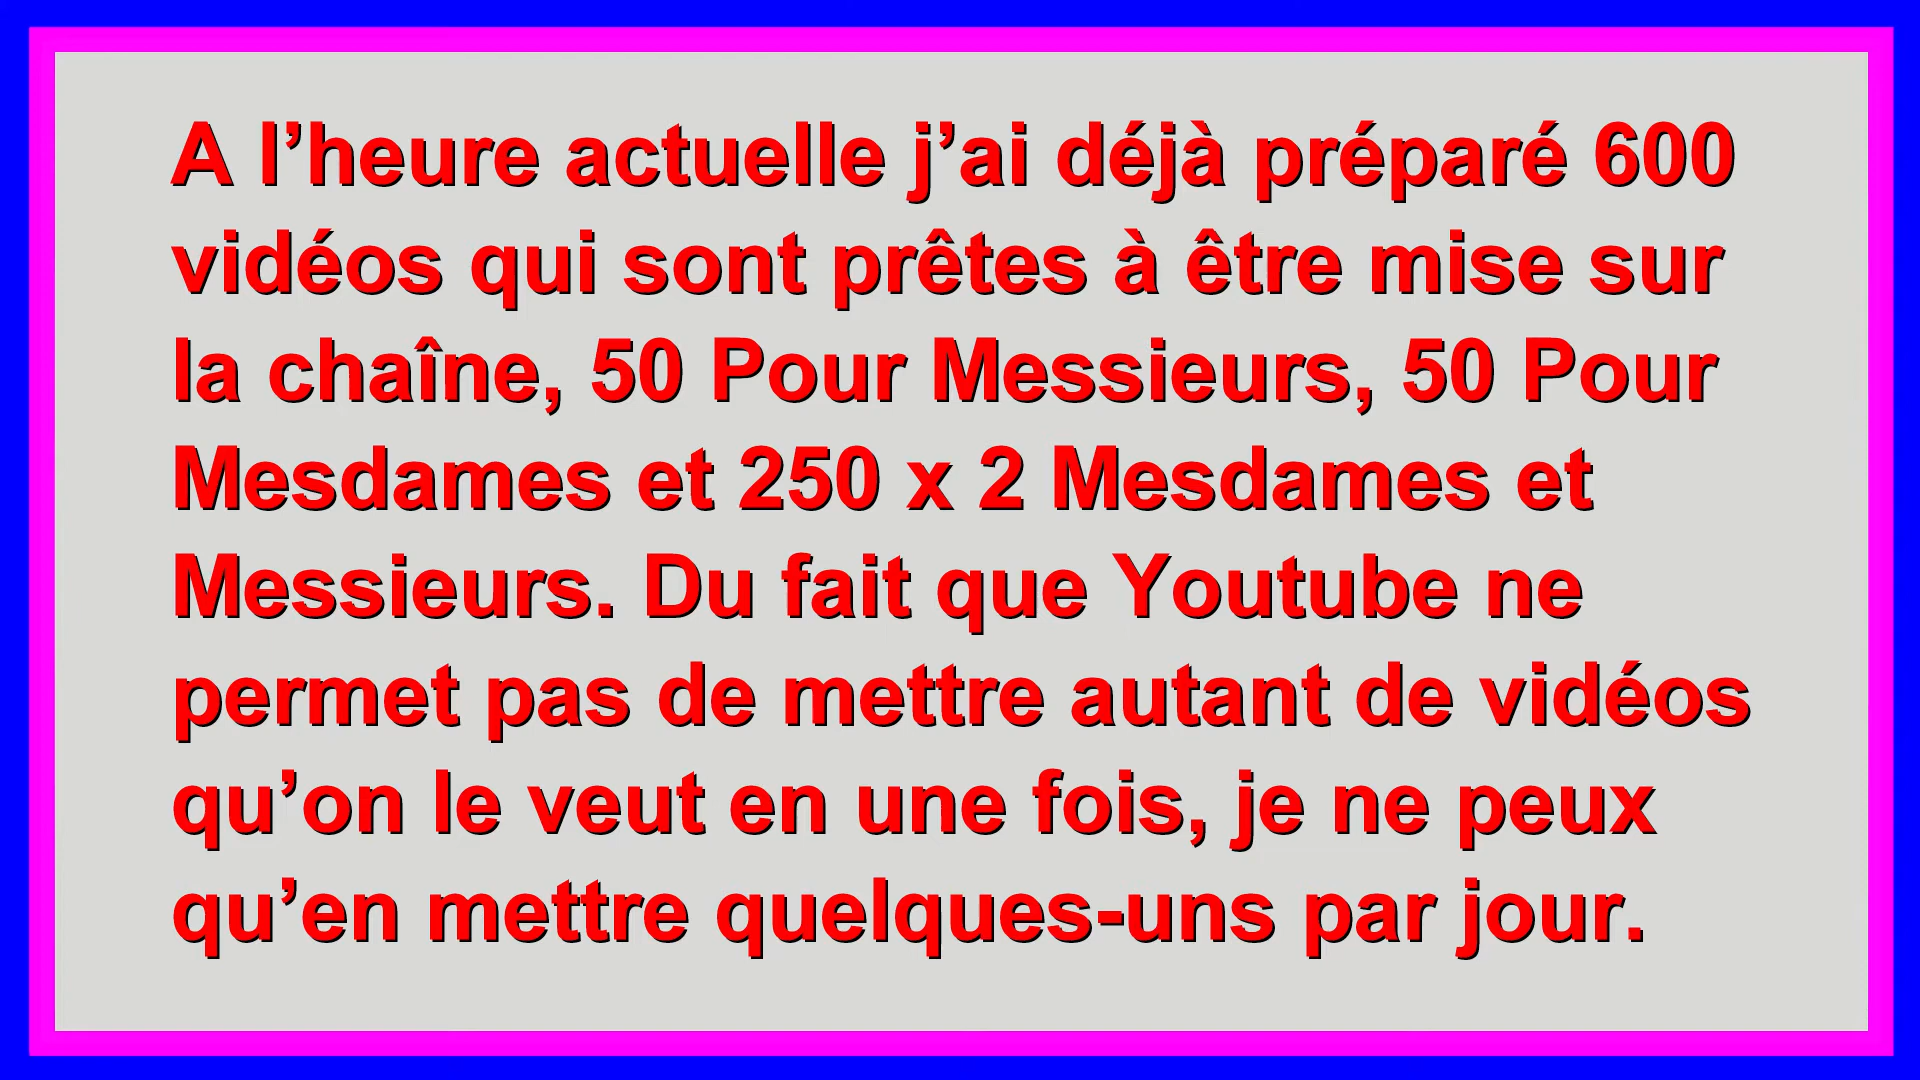 A l’heure actuelle j’ai déjà préparé 600
vidéos qui sont prêtes à être mise sur
la chaîne, 50 Pour Messieurs, 50 Pour
Mesdames et 250 x 2 Mesdames et
Messieurs. Du fait que Youtube ne
permet pas de mettre autant de vidéos
qu’on le veut en une fois, je ne peux
qu’en mettre quelques-uns par jour.